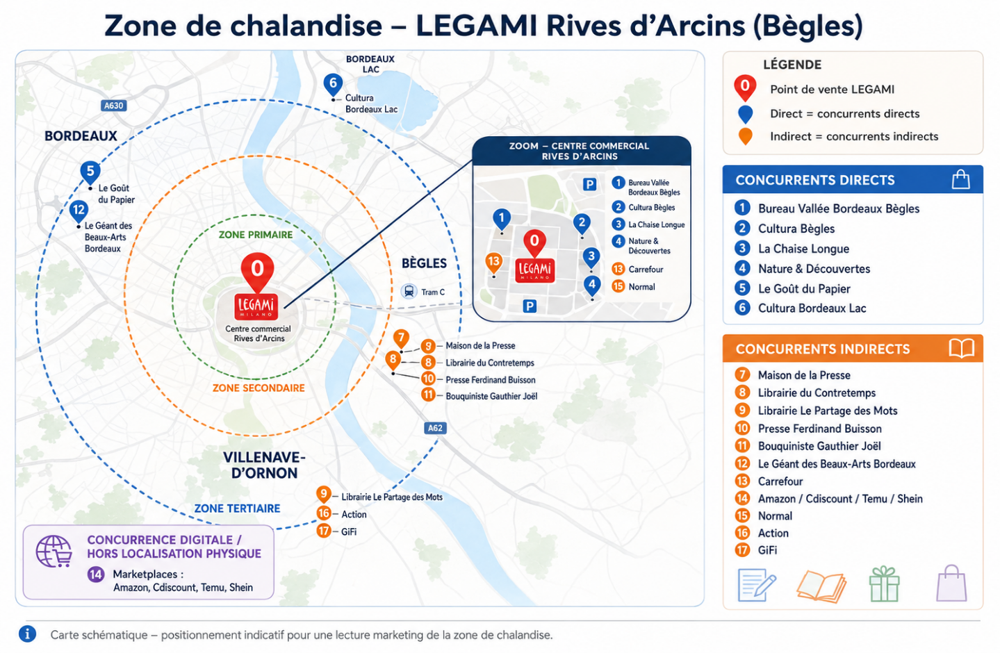 Zone de chalandise – LEGAMI Rives d'Arcins (Bègles)
BORDEAUX
LAC
6
Cultura
Bordeaux Lac
A630
BORDEAUX
5
Le Goût
du Papier
12
Le Géant des
Beaux-Arts
Bordeaux
ZONE PRIMAIRE
0
LEGAMI
MILANO
Centre commercial
Rives d'Arcins
ZONE SECONDAIRE
BÈGLES
Tram C
ZOOM – CENTRE COMMERCIAL
RIVES D'ARCINS
P
1
2
0
LEGAMI
MILANO
3
13
4
P
1 Bureau Vallée
Bordeaux Bègles
2 Cultura Bègles
3 La Chaise Longue
4 Nature &
Découvertes
13 Carrefour
15 Normal
7
8
9 Maison de la Presse
8 Librairie du Contretemps
10 Presse Ferdinand Buisson
11 Bouquiniste Gauthier Joël
A62
VILLENAVE-
D'ORNON
ZONE TERTIAIRE
9 Librairie Le Partage des Mots
16 Action
17 GiFi
CONCURRENCE DIGITALE /
HORS LOCALISATION PHYSIQUE
14 Marketplaces :
Amazon, Cdiscount, Temu, Shein
LÉGENDE
0 Point de vente LEGAMI
Direct = concurrents directs
Indirect = concurrents indirects
CONCURRENTS DIRECTS
1 Bureau Vallée Bordeaux Bègles
2 Cultura Bègles
3 La Chaise Longue
4 Nature & Découvertes
5 Le Goût du Papier
6 Cultura Bordeaux Lac
CONCURRENTS INDIRECTS
7 Maison de la Presse
8 Librairie du Contretemps
9 Librairie Le Partage des Mots
10 Presse Ferdinand Buisson
11 Bouquiniste Gauthier Joël
12 Le Géant des Beaux-Arts Bordeaux
13 Carrefour
14 Amazon / Cdiscount / Temu / Shein
15 Normal
16 Action
17 GiFi
i Carte schématique – positionnement indicatif pour une lecture marketing de la zone de chalandise.